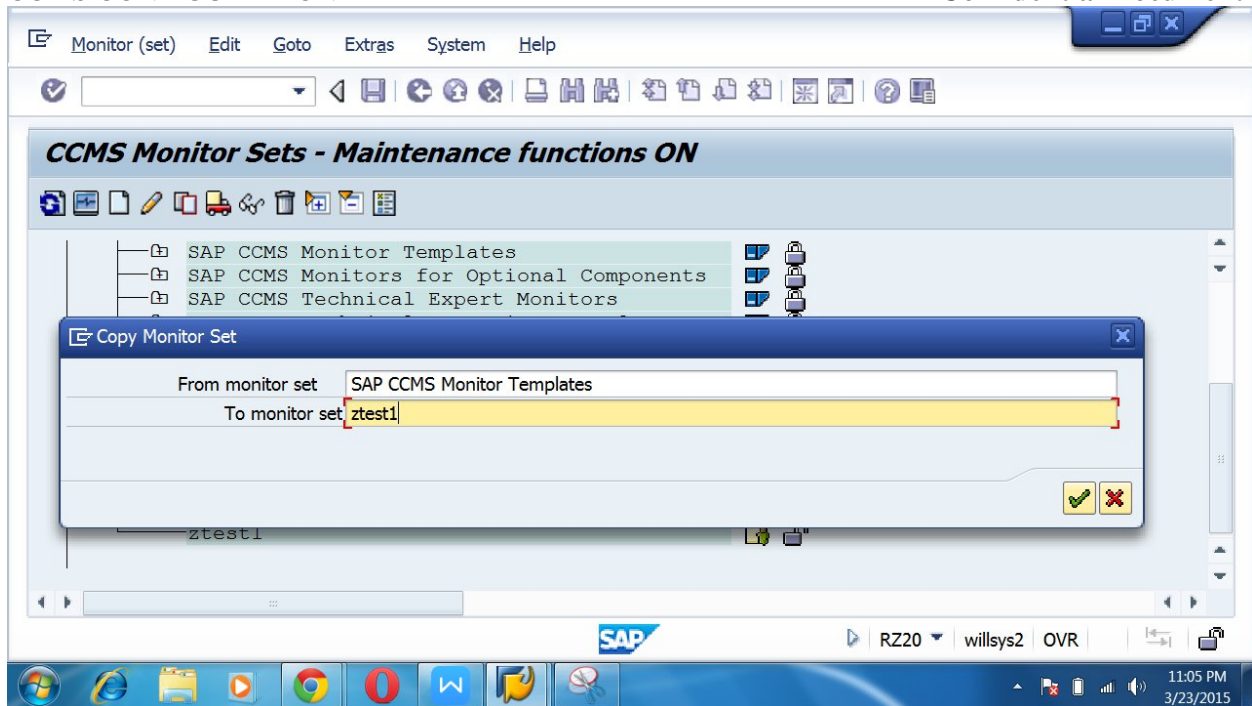 Monitor (set) Edit Goto Extras System Help
CCMS Monitor Sets - Maintenance functions ON
SAP CCMS Monitor Templates
SAP CCMS Monitors for Optional Components
SAP CCMS Technical Expert Monitors
Copy Monitor Set
From monitor set SAP CCMS Monitor Templates
To monitor set ztest1
ztest1
SAP RZ20 willsys2 OVR
11:05 PM
3/23/2015